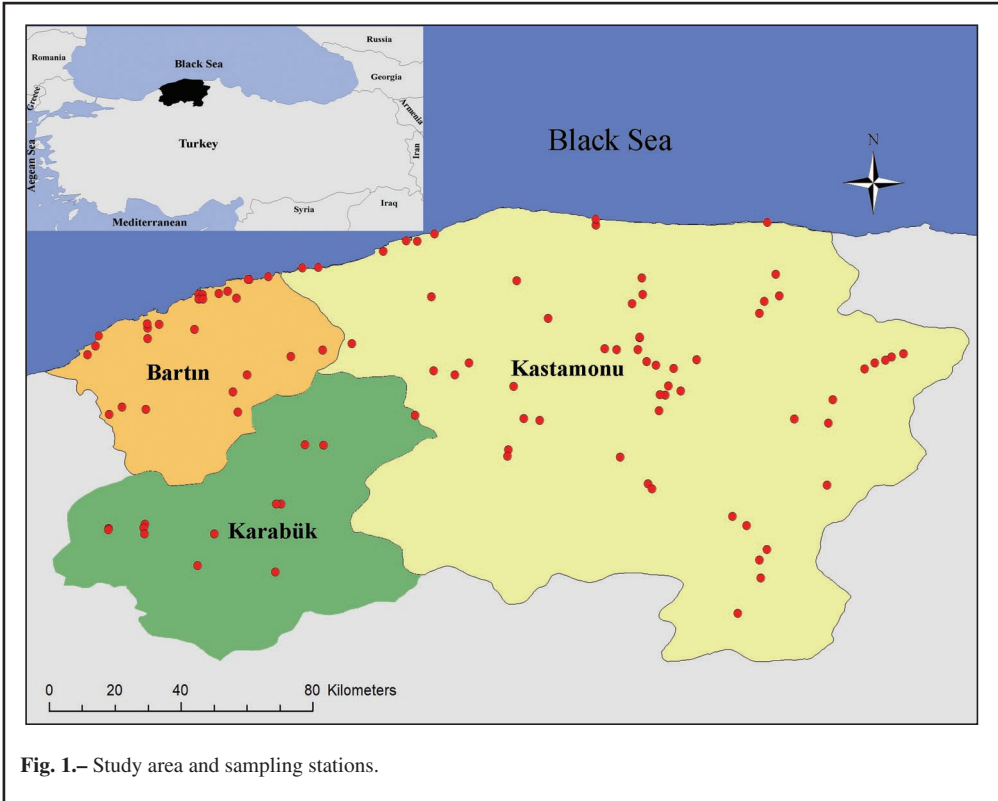 Romania
Black Sea
Russia
Georgia
Greece
Armenia
Turkey
Iran
Aegean Sea
Syria
Iraq
Mediterranean
Black Sea
N
Bartın
Kastamonu
Karabük
0 20 40 80 Kilometers
Fig. 1.– Study area and sampling stations.